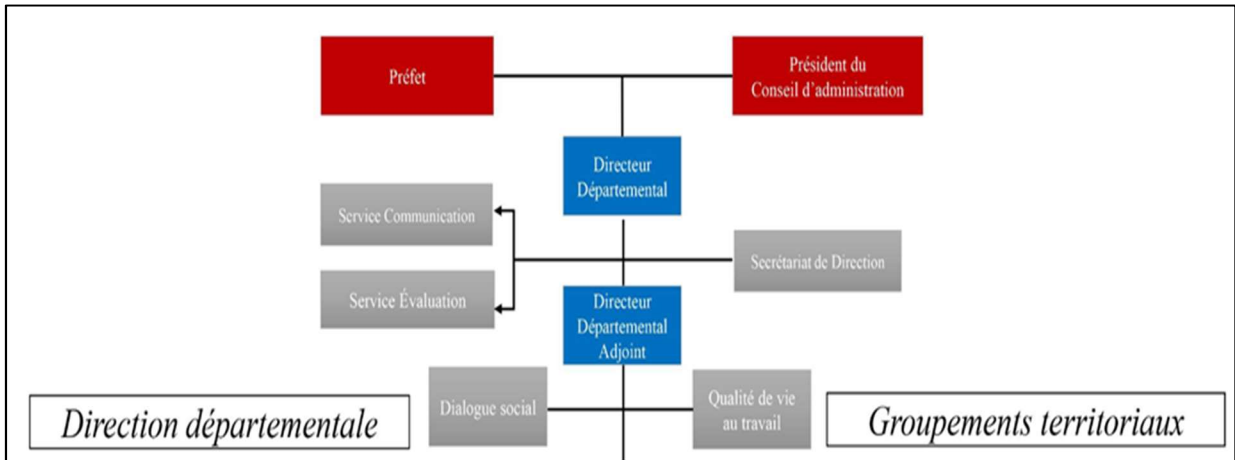 Préfet
Président du
Conseil d'administration
Directeur
Départemental
Service Communication
Secrétariat de Direction
Service Évaluation
Directeur
Départemental
Adjoint
Dialogue social
Qualité de vie
au travail
Direction départementale
Groupements territoriaux